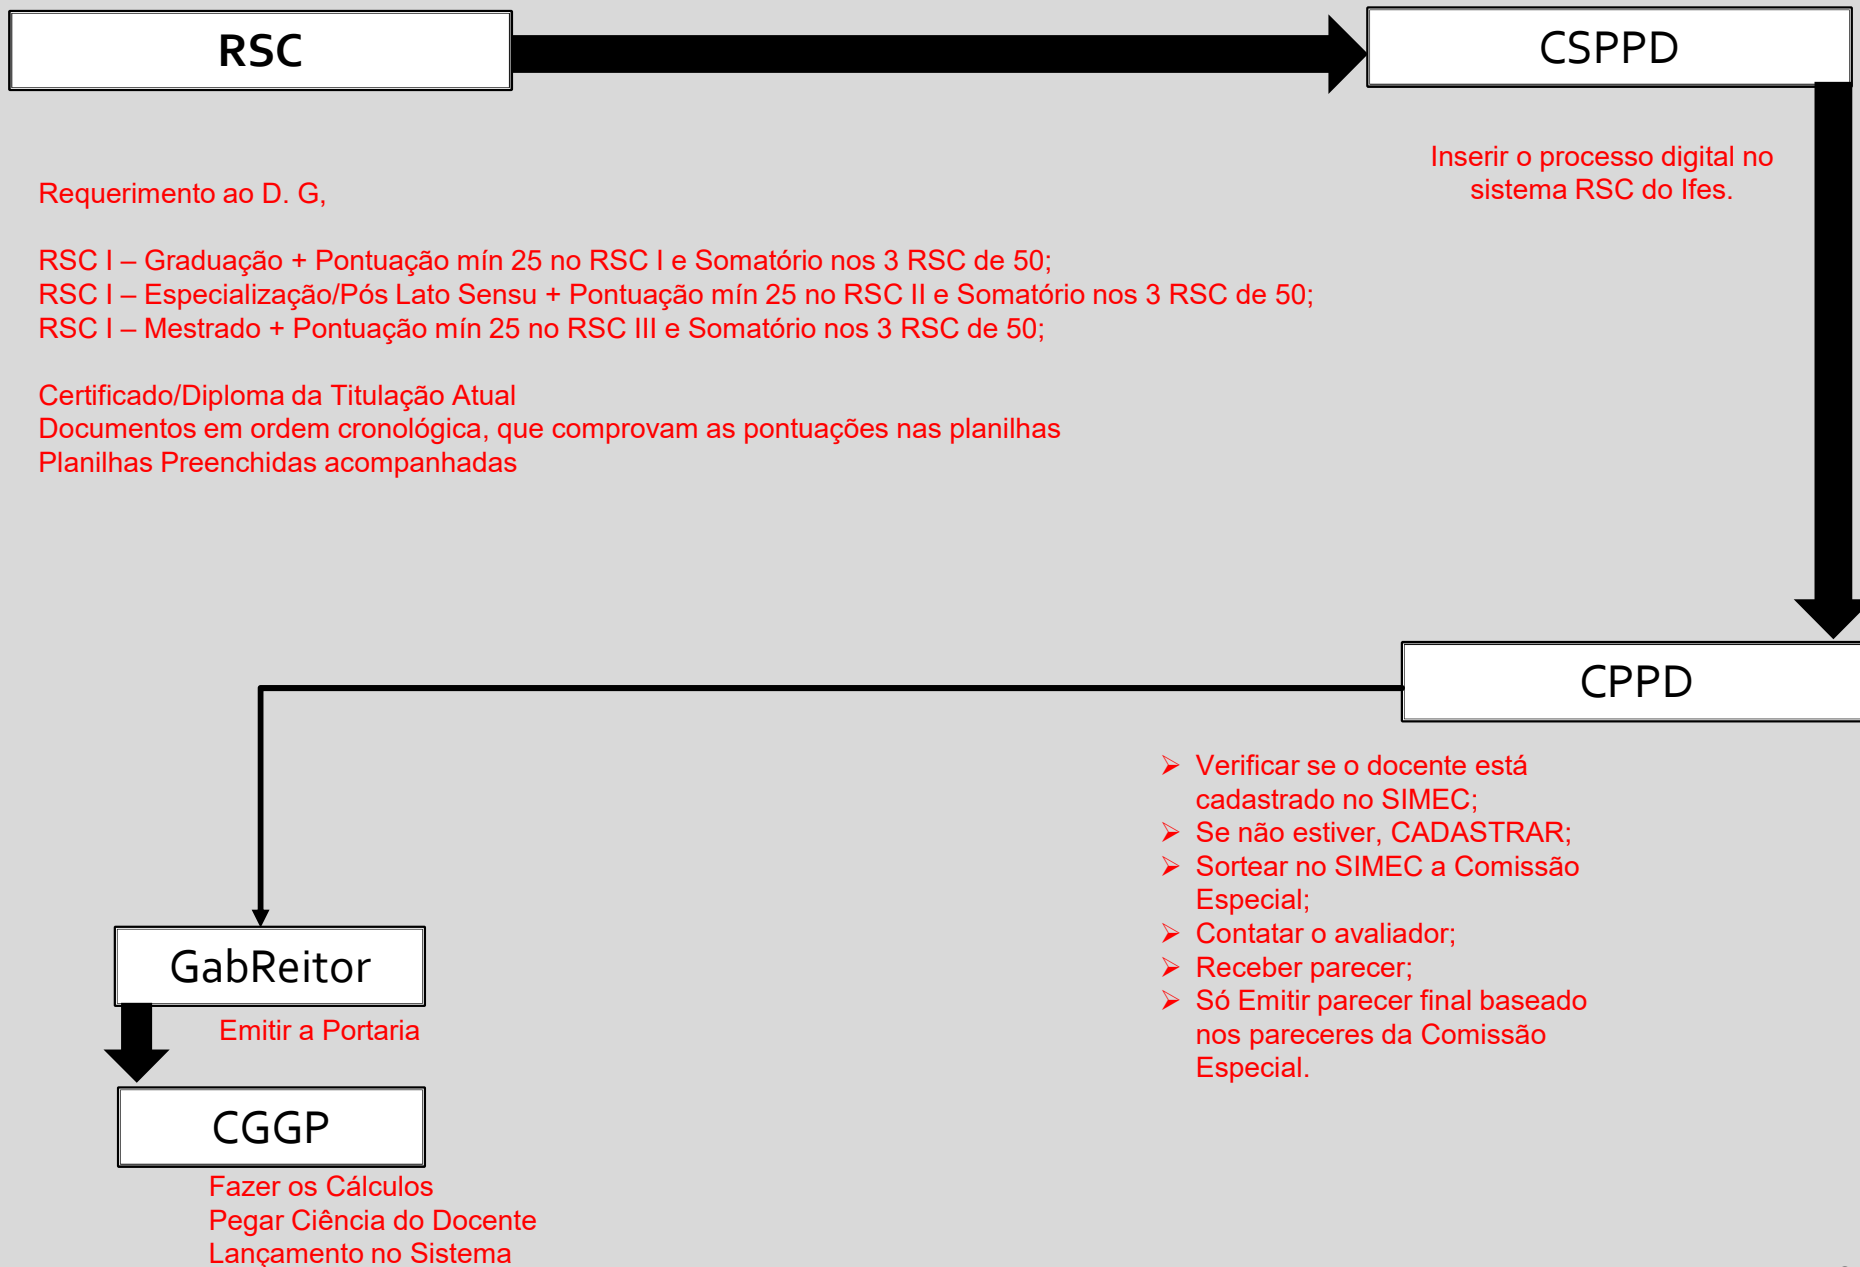 RSC
CSPPD
Inserir o processo digital no
sistema RSC do Ifes.
Requerimento ao D. G,
RSC I – Graduação + Pontuação mín 25 no RSC I e Somatório nos 3 RSC de 50;
RSC I – Especialização/Pós Lato Sensu + Pontuação mín 25 no RSC II e Somatório nos 3 RSC de 50;
RSC I – Mestrado + Pontuação mín 25 no RSC III e Somatório nos 3 RSC de 50;
Certificado/Diploma da Titulação Atual
Documentos em ordem cronológica, que comprovam as pontuações nas planilhas
Planilhas Preenchidas acompanhadas
CPPD
➢ Verificar se o docente está
cadastrado no SIMEC;
➢ Se não estiver, CADASTRAR;
➢ Sortear no SIMEC a Comissão
Especial;
➢ Contatar o avaliador;
➢ Receber parecer;
➢ Só Emitir parecer final baseado
nos pareceres da Comissão
Especial.
GabReitor
Emitir a Portaria
CGGP
Fazer os Cálculos
Pegar Ciência do Docente
Lançamento no Sistema